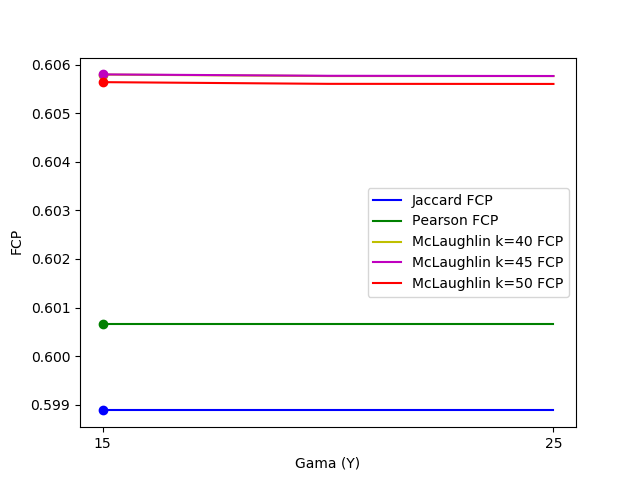 0.606
0.605
0.604
0.603
0.602
0.601
0.600
0.599
FCP
Jaccard FCP
Pearson FCP
McLaughlin k=40 FCP
McLaughlin k=45 FCP
McLaughlin k=50 FCP
15
25
Gama (Y)